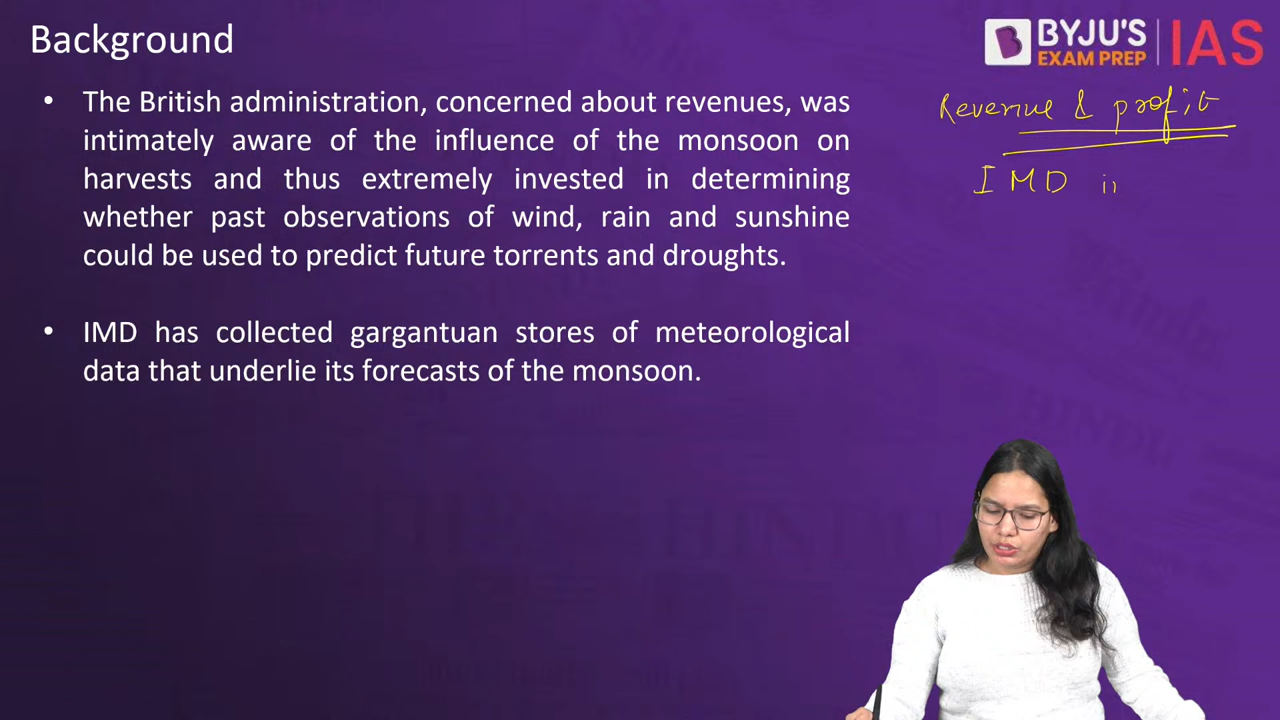 Background
BYJU'S
EXAM PREP
IAS
• The British administration, concerned about revenues, was
intimately aware of the influence of the monsoon on
harvests and thus extremely invested in determining
whether past observations of wind, rain and sunshine
could be used to predict future torrents and droughts.
• IMD has collected gargantuan stores of meteorological
data that underlie its forecasts of the monsoon.
Revenue & profit
IMD